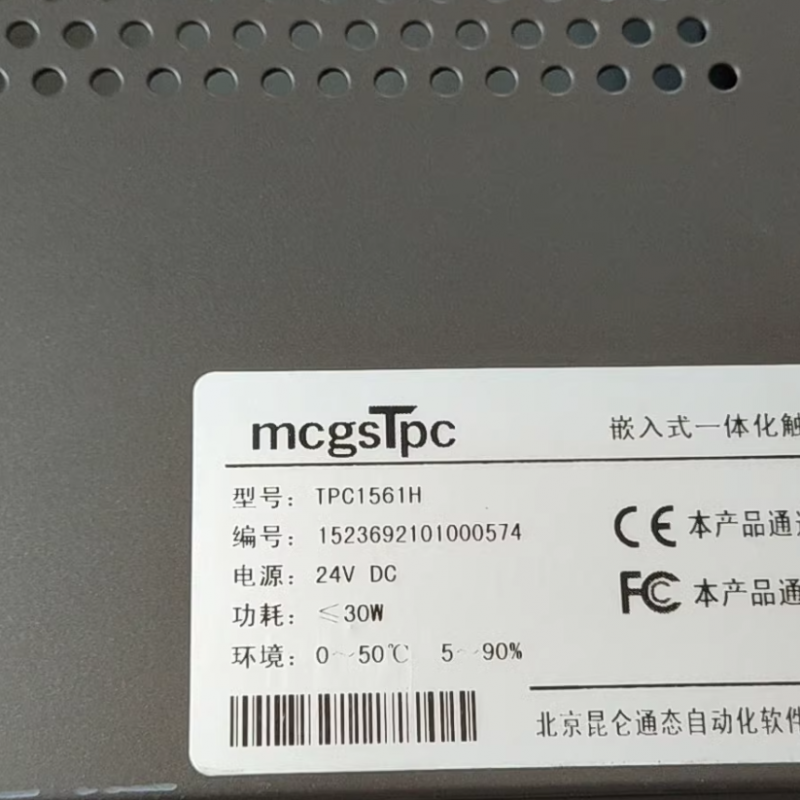 mcgsTpc
嵌入式一体化触
型号: TPC1561H
编号: 1523692101000574
电源: 24V DC
功耗: ≤30W
环境: 0~50℃ 5~90%
CE 本产品通过
FC 本产品通
北京昆仑通态自动化软件